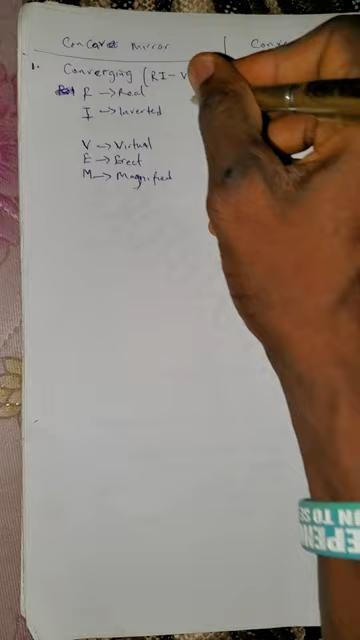 Concave Mirror
1. Converging (RI-V
R → Real
I → Inverted
V → Virtual
E → Erect
M → Magnified